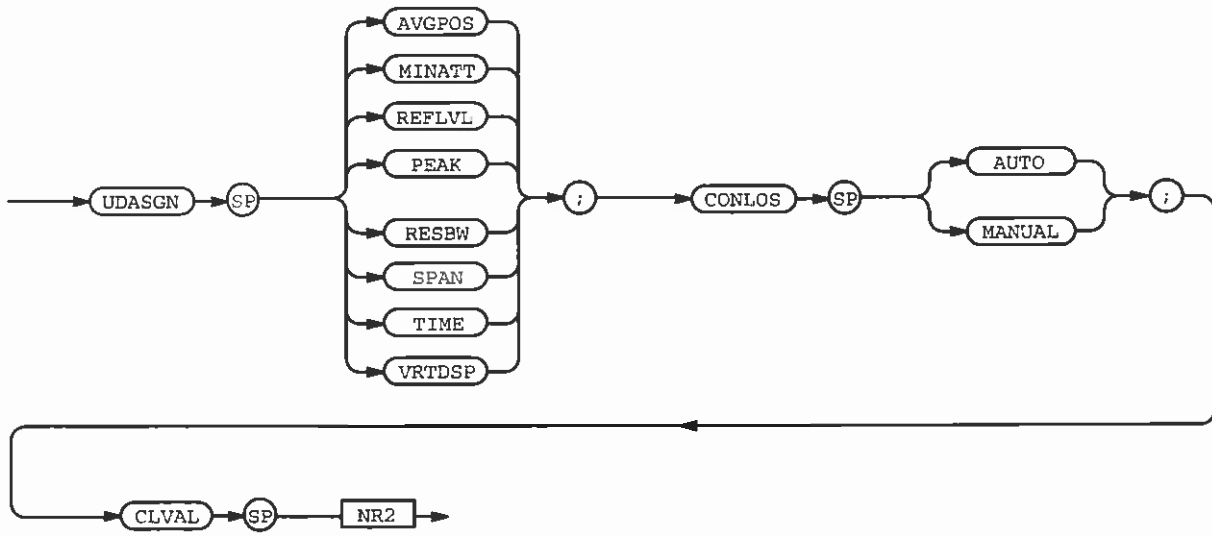 AVGPOS
MINATT
REFLVL
PEAK
UDASGN SP
RESBW
SPAN
TIME
VRTDSP
;
CONLOS SP
AUTO
MANUAL
;
CLVAL SP NR2